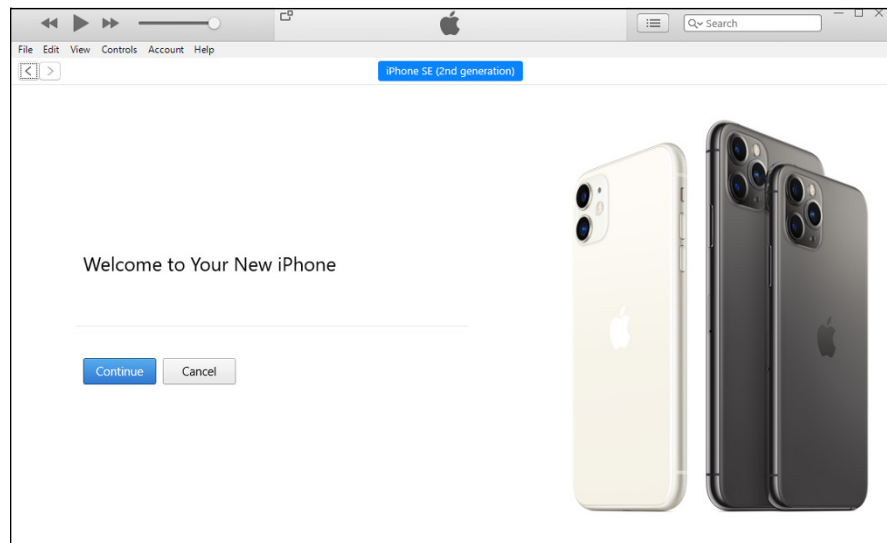 Search
File Edit View Controls Account Help
iPhone SE (2nd generation)
Welcome to Your New iPhone
Continue Cancel